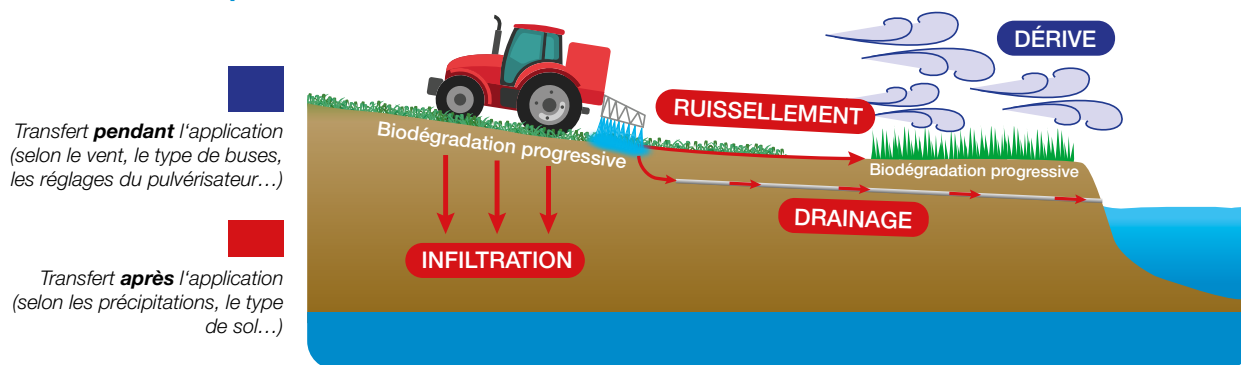 DÉRIVE
Transfert pendant l'application
(selon le vent, le type de buses,
les réglages du pulvérisateur…)
RUISSELLEMENT
Biodégradation progressive
Biodégradation progressive
DRAINAGE
INFILTRATION
Transfert après l'application
(selon les précipitations, le type
de sol…)